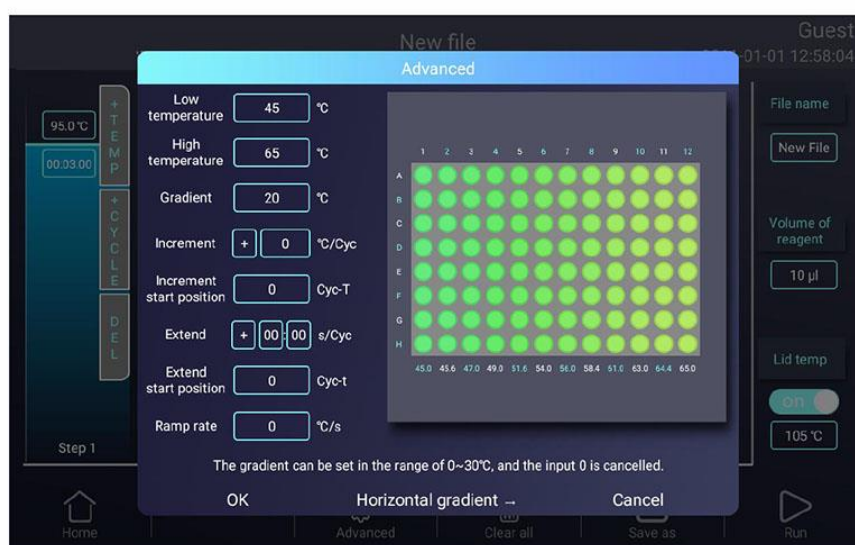 New file
Guest
-01-01 12:58:04
Advanced
95.0 ℃
00:03:00
+TEMP
+CYCLE
DEL
Step 1
Low temperature 45 ℃
High temperature 65 ℃
Gradient 20 ℃
Increment + 0 ℃/Cyc
Increment start position 0 Cyc-T
Extend + 00:00 s/Cyc
Extend start position 0 Cyc-t
Ramp rate 0 ℃/s
1 2 3 4 5 6 7 8 9 10 11 12
A
B
C
D
E
F
G
H
45.0 45.6 47.0 49.0 51.6 54.0 56.0 58.4 61.0 63.0 64.4 65.0
The gradient can be set in the range of 0~30℃, and the input 0 is cancelled.
OK Horizontal gradient → Cancel
File name
New File
Volume of reagent
10 μl
Lid temp
on
105 ℃
Home Advanced Clear all Save as Run